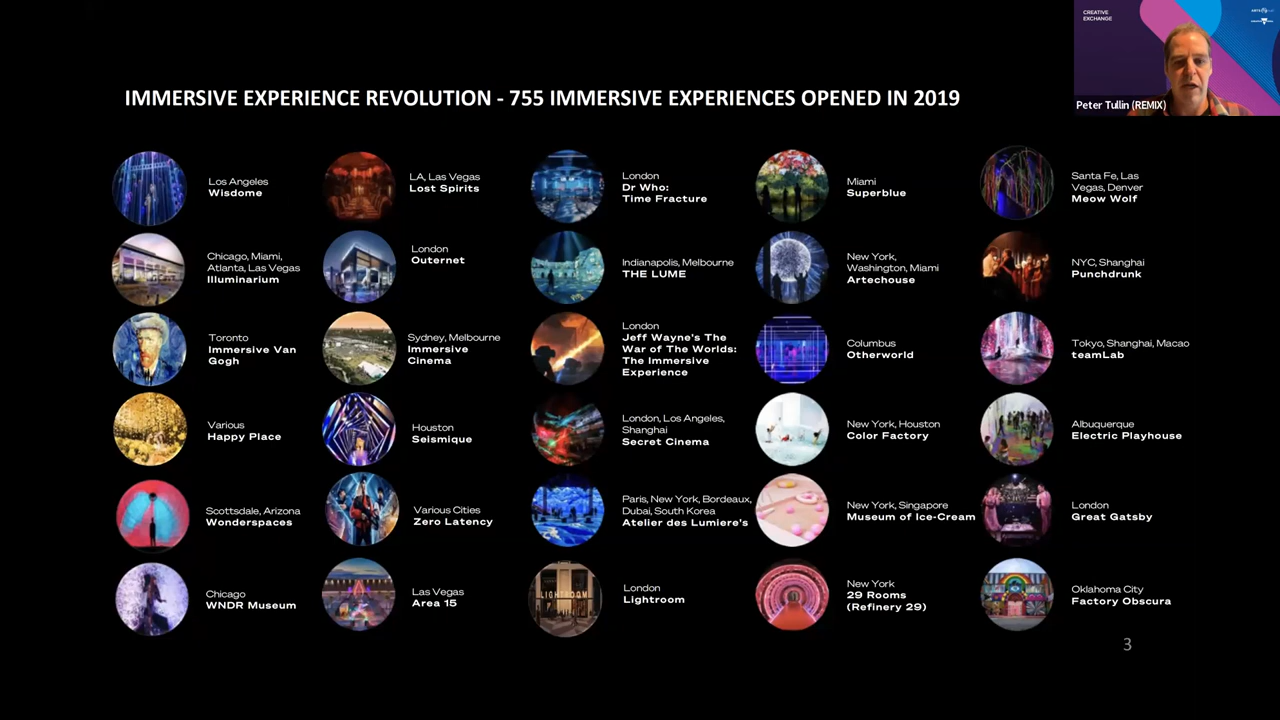 CREATIVE
EXCHANGE
Peter Tullin (REMIX)
IMMERSIVE EXPERIENCE REVOLUTION - 755 IMMERSIVE EXPERIENCES OPENED IN 2019
Los Angeles
Wisdome
LA, Las Vegas
Lost Spirits
London
Dr Who:
Time Fracture
Miami
Superblue
Santa Fe, Las
Vegas, Denver
Meow Wolf
Chicago, Miami,
Atlanta, Las Vegas
Illuminarium
London
Outernet
Indianapolis, Melbourne
THE LUME
New York,
Washington, Miami
Artechouse
NYC, Shanghai
Punchdrunk
Toronto
Immersive Van
Gogh
Sydney, Melbourne
Immersive
Cinema
London
Jeff Wayne's The
War of The Worlds:
The Immersive
Experience
Columbus
Otherworld
Tokyo, Shanghai, Macao
teamLab
Various
Happy Place
Houston
Seismique
London, Los Angeles,
Shanghai
Secret Cinema
New York, Houston
Color Factory
Albuquerque
Electric Playhouse
Scottsdale, Arizona
Wonderspaces
Various Cities
Zero Latency
Paris, New York, Bordeaux,
Dubai, South Korea
Atelier des Lumiere's
New York, Singapore
Museum of Ice-Cream
London
Great Gatsby
Chicago
WNDR Museum
Las Vegas
Area 15
LIGHTROOM
London
Lightroom
New York
29 Rooms
(Refinery 29)
Oklahoma City
Factory Obscura
3